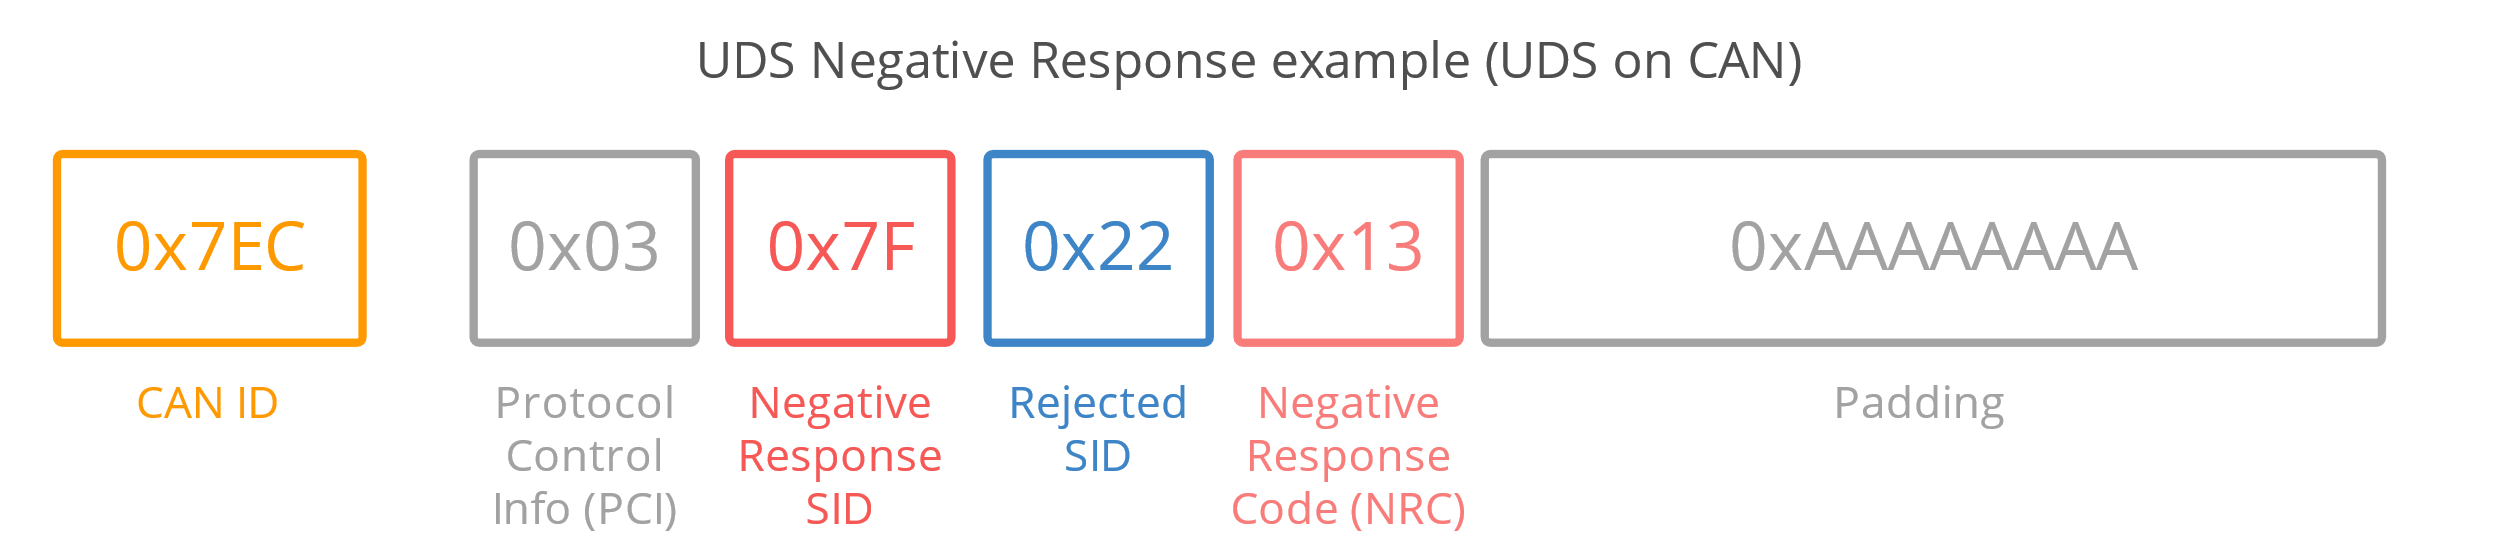 UDS Negative Response example (UDS on CAN)
0x7EC
0x03
0x7F
0x22
0x13
0xAAAAAAAA
CAN ID
Protocol
Control
Info (PCI)
Negative
Response
SID
Rejected
SID
Negative
Response
Code (NRC)
Padding